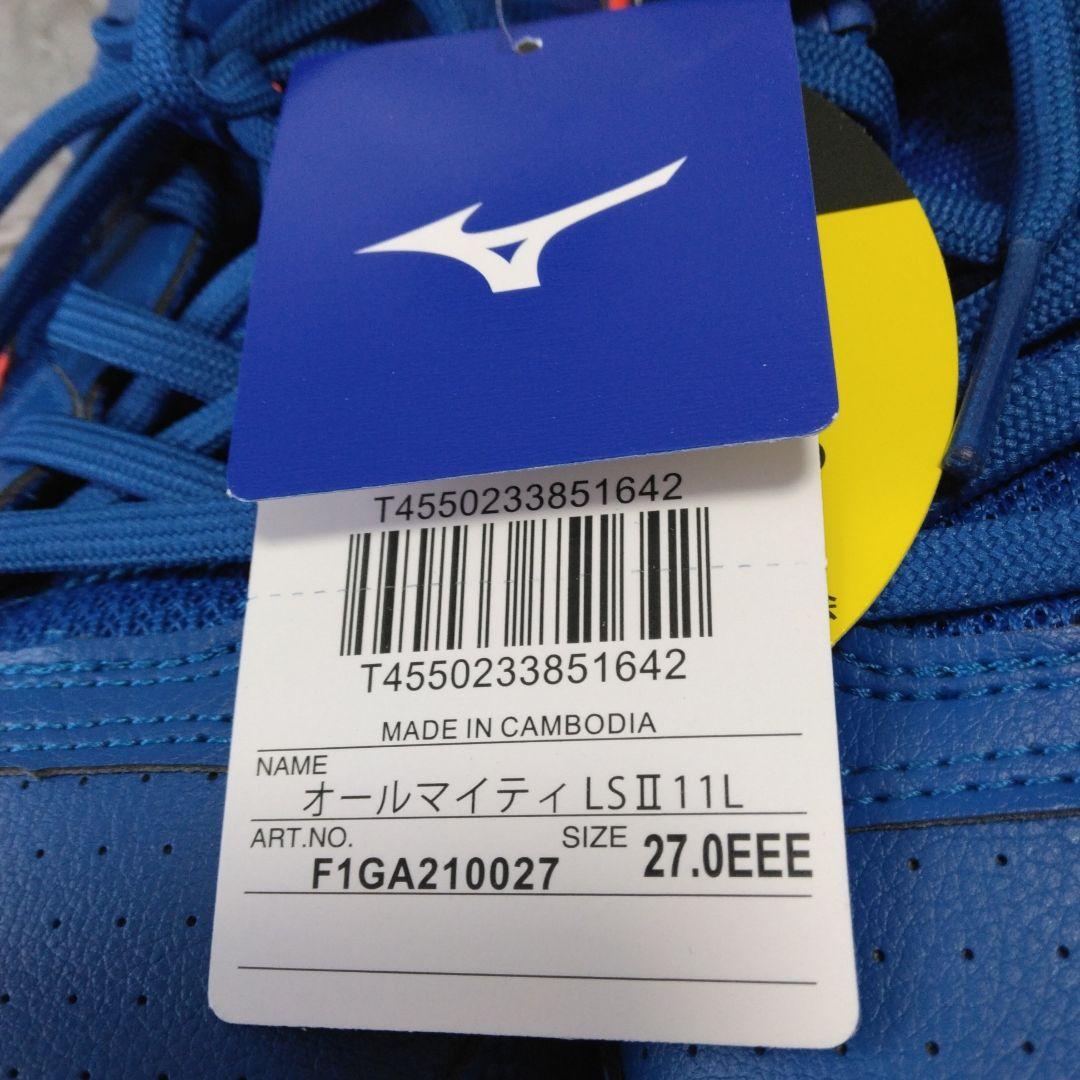 T4550233851642
T4550233851642
MADE IN CAMBODIA
NAME
オールマイティ LSⅡ11L
ART.NO.
F1GA210027
SIZE
27.0EEE